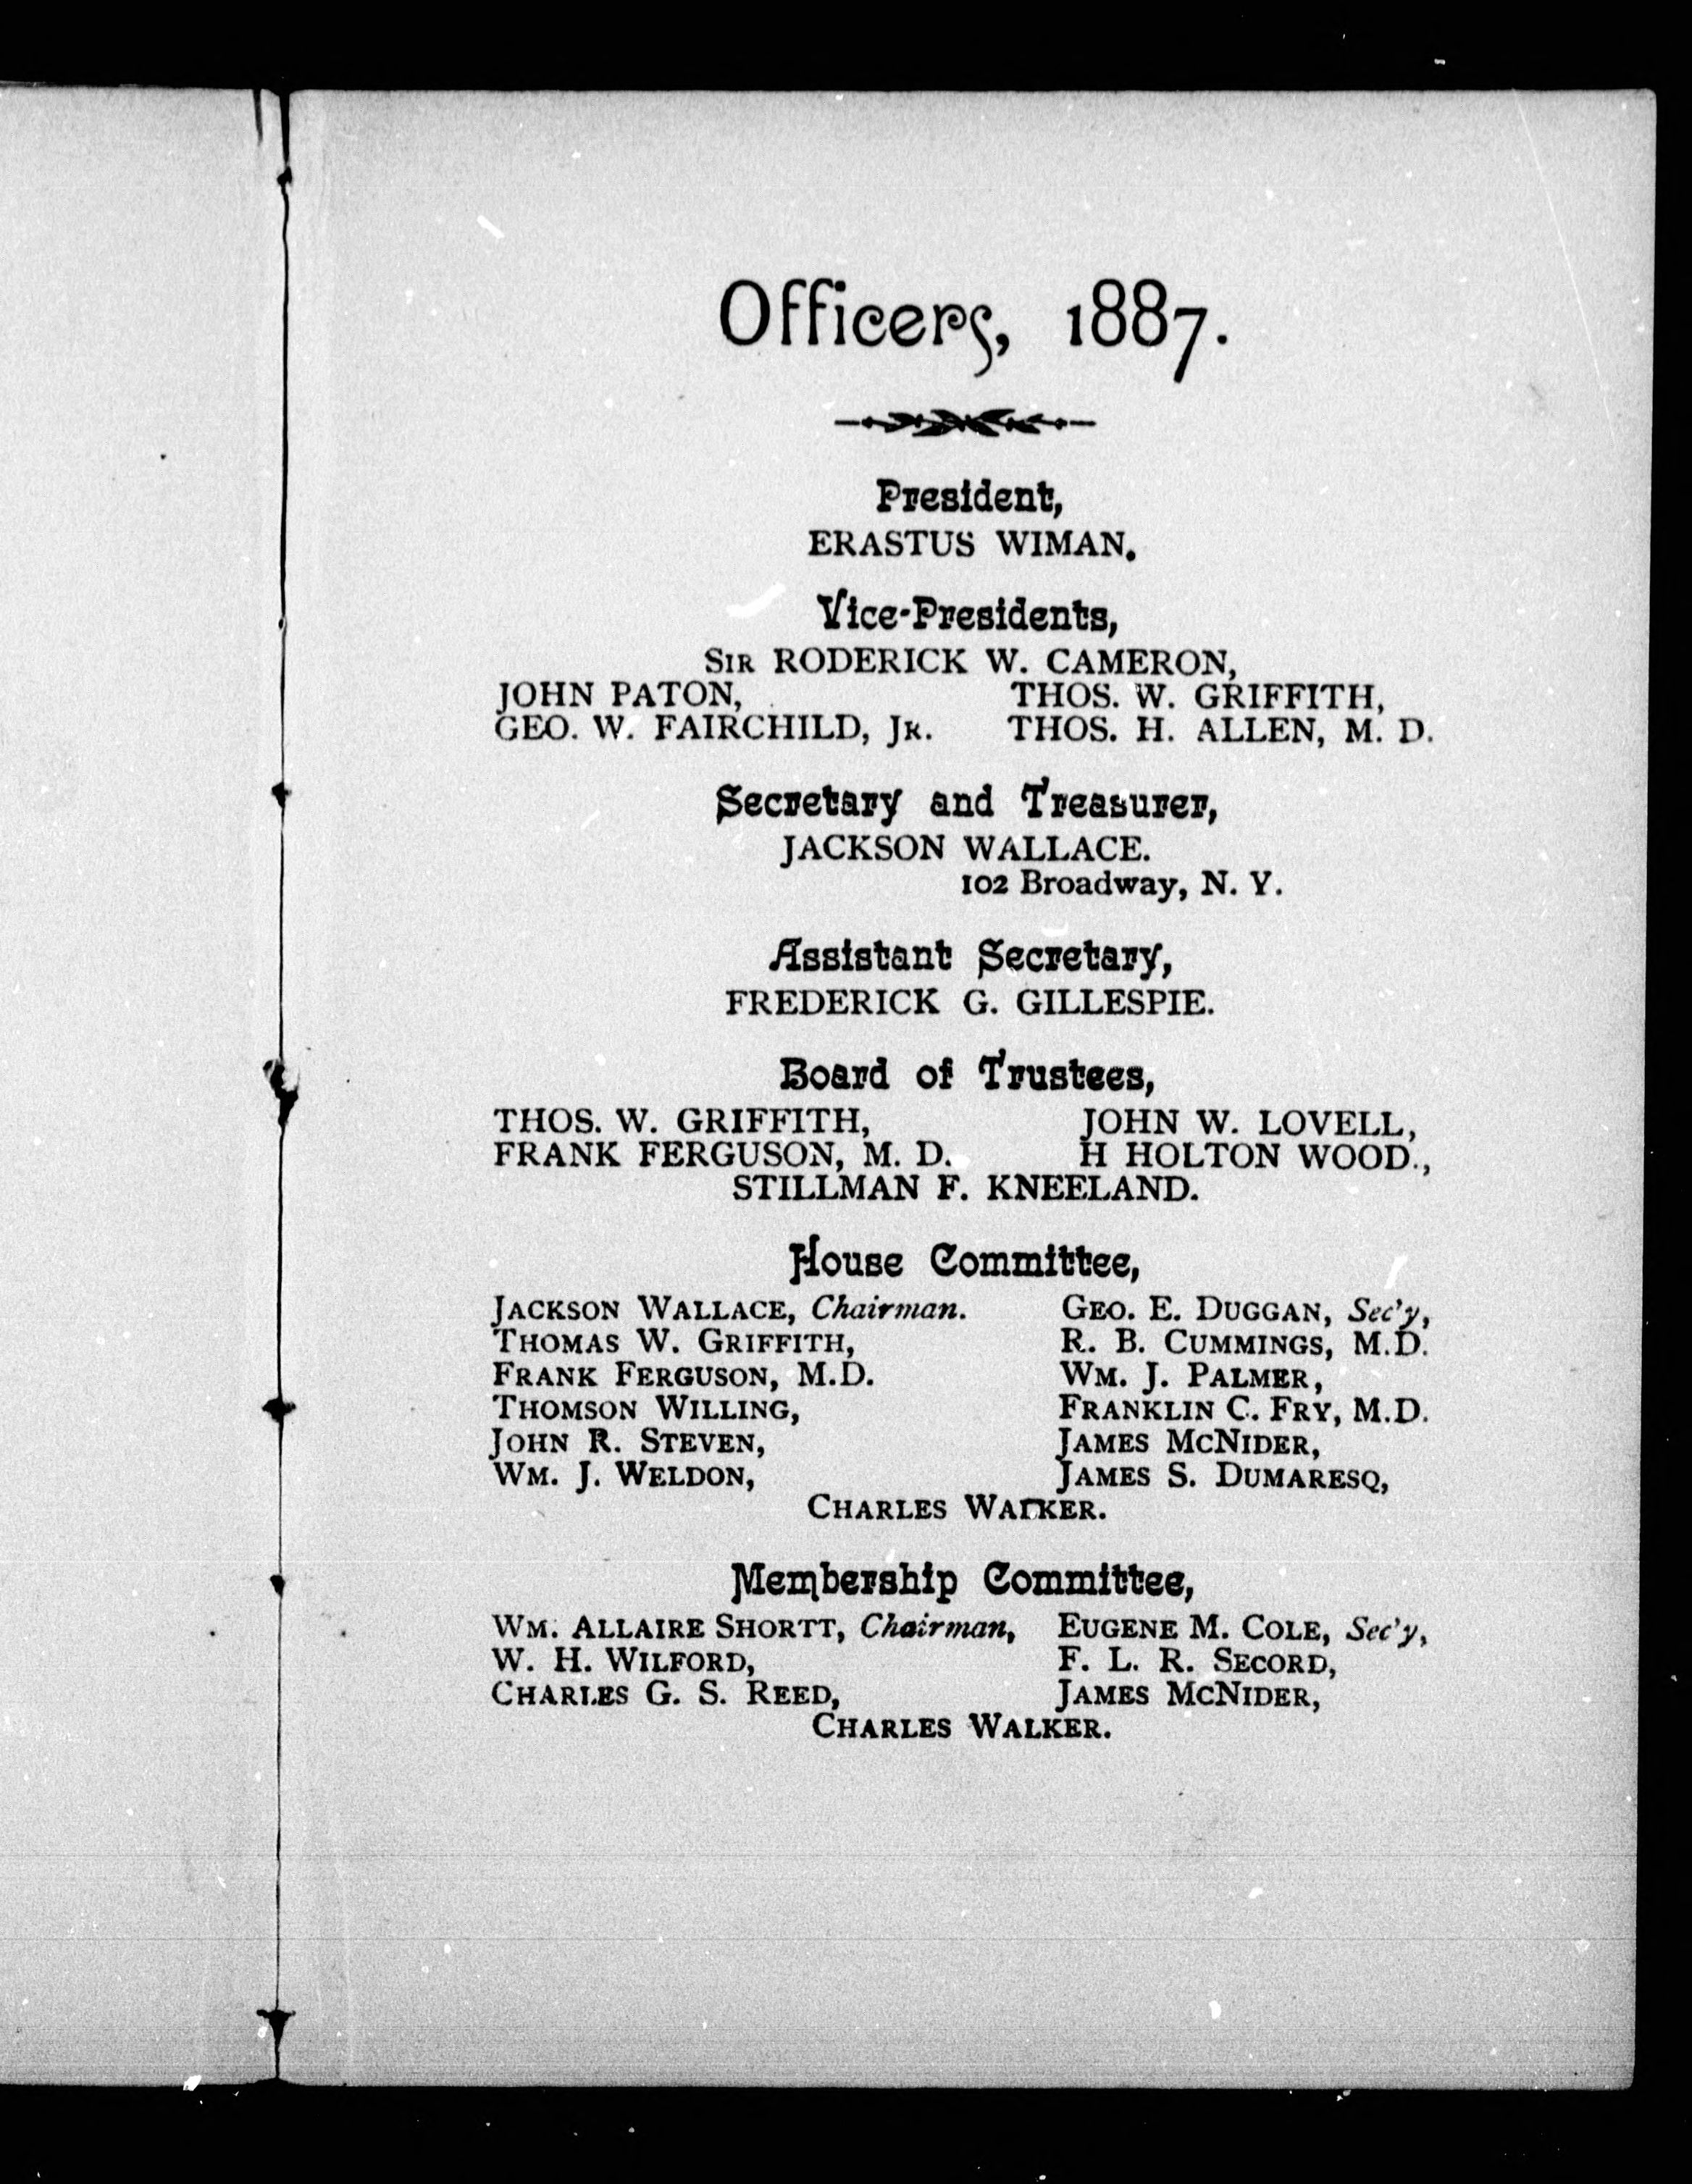 Officers, 1887.
President,
ERASTUS WIMAN.
Vice-Presidents,
SIR RODERICK W. CAMERON,
JOHN PATON, THOS. W. GRIFFITH,
GEO. W. FAIRCHILD, JR. THOS. H. ALLEN, M. D.
Secretary and Treasurer,
JACKSON WALLACE.
102 Broadway, N. Y.
Assistant Secretary,
FREDERICK G. GILLESPIE.
Board of Trustees,
THOS. W. GRIFFITH, JOHN W. LOVELL,
FRANK FERGUSON, M. D. H HOLTON WOOD.,
STILLMAN F. KNEELAND.
House Committee,
JACKSON WALLACE, Chairman. GEO. E. DUGGAN, Sec'y,
THOMAS W. GRIFFITH, R. B. CUMMINGS, M.D.
FRANK FERGUSON, M.D. WM. J. PALMER,
THOMSON WILLING, FRANKLIN C. FRY, M.D.
JOHN R. STEVEN, JAMES MCNIDER,
WM. J. WELDON, JAMES S. DUMARESQ,
CHARLES WALKER.
Membership Committee,
WM. ALLAIRE SHORTT, Chairman, EUGENE M. COLE, Sec'y,
W. H. WILFORD, F. L. R. SECORD,
CHARLES G. S. REED, JAMES MCNIDER,
CHARLES WALKER.